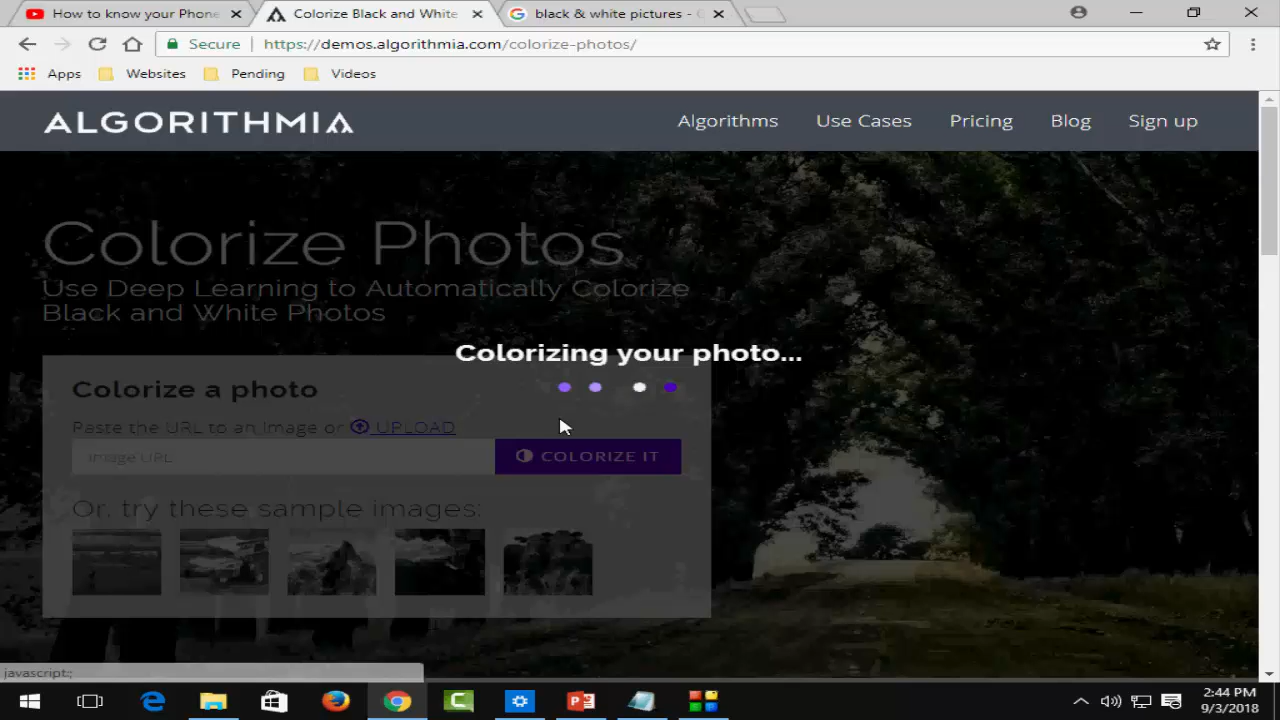 How to know your Phone
Colorize Black and White
black & white pictures - G
Secure
https://demos.algorithmia.com/colorize-photos/
Apps
Websites
Pending
Videos
ALGORITHMIA
Algorithms
Use Cases
Pricing
Blog
Sign up
Colorize Photos
Use Deep Learning to Automatically Colorize
Black and White Photos
Colorizing your photo...
Colorize a photo
Paste the URL to an Image or UPLOAD
Image URL
COLORIZE IT
Or, try these sample images:
javascript:;
2:44 PM
9/3/2018